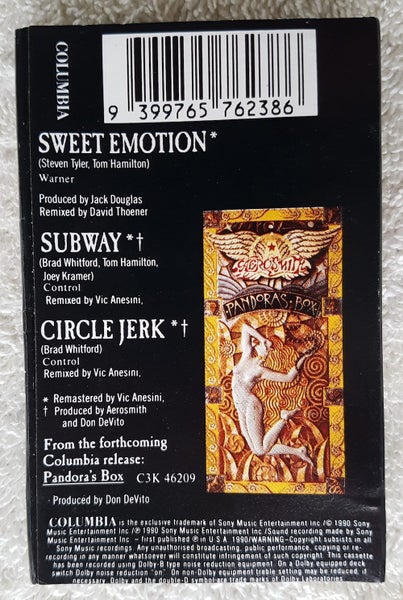 COLUMBIA
9 399765 762386
SWEET EMOTION*
(Steven Tyler, Tom Hamilton)
Warner
Produced by Jack Douglas
Remixed by David Thoener
SUBWAY *†
(Brad Whitford, Tom Hamilton,
Joey Kramer)
Control
Remixed by Vic Anesini,
CIRCLE JERK *†
(Brad Whitford)
Control
Remixed by Vic Anesini,
* Remastered by Vic Anesini,
† Produced by Aerosmith
and Don DeVito
From the forthcoming
Columbia release:
Pandora's Box C3K 46209
Produced by Don DeVito
AEROSMITH
PANDORAS·BOX
COLUMBIA is the exclusive trademark of Sony Music Entertainment Inc /© 1990 Sony
Music Entertainment Inc /℗ 1990 Sony Music Entertainment Inc /Sound recording made by Sony
Music Entertainment Inc - first published ℗ in U S A 1990/WARNING-Copyright subsists in all
Sony Music recordings. Any unauthorised broadcasting, public performance, copying or re-
recording in any manner whatsoever will constitute infringement of such copyright. This cassette
has been recorded using Dolby-B type noise reduction equipment. On a Dolby equipped deck
switch Dolby noise reduction "on". On non-Dolby equipment treble setting may be reduced, if
necessary. Dolby and the double-D symbol are trade marks of Dolby Laboratories